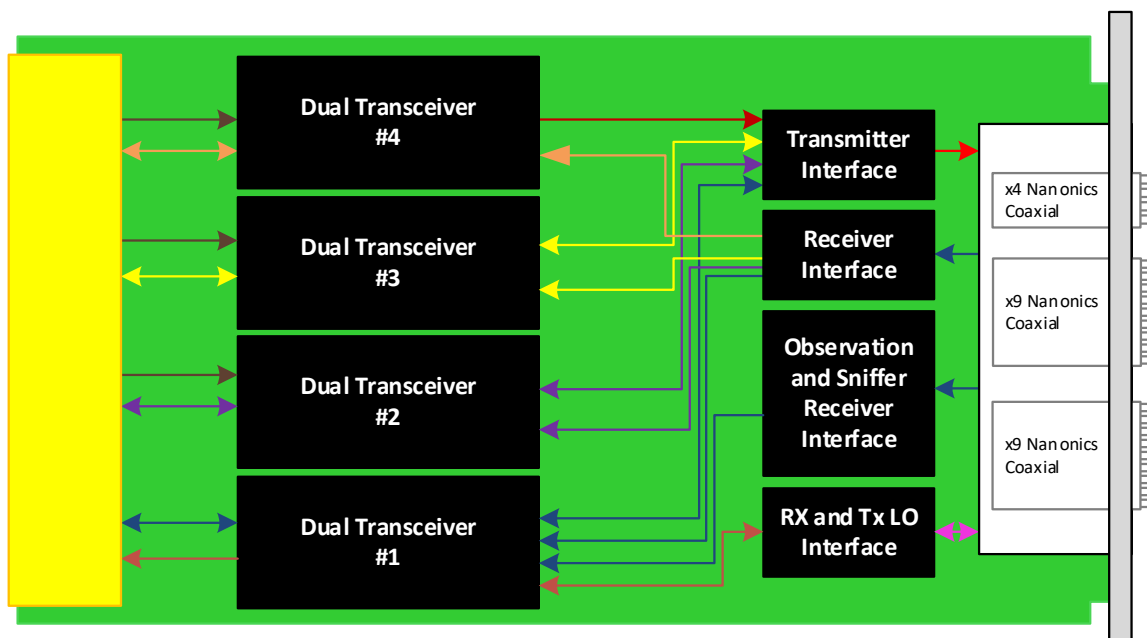 Dual Transceiver
#4
Dual Transceiver
#3
Dual Transceiver
#2
Dual Transceiver
#1
Transmitter
Interface
Receiver
Interface
Observation
and Sniffer
Receiver
Interface
RX and Tx LO
Interface
x4 Nanonics
Coaxial
x9 Nanonics
Coaxial
x9 Nanonics
Coaxial